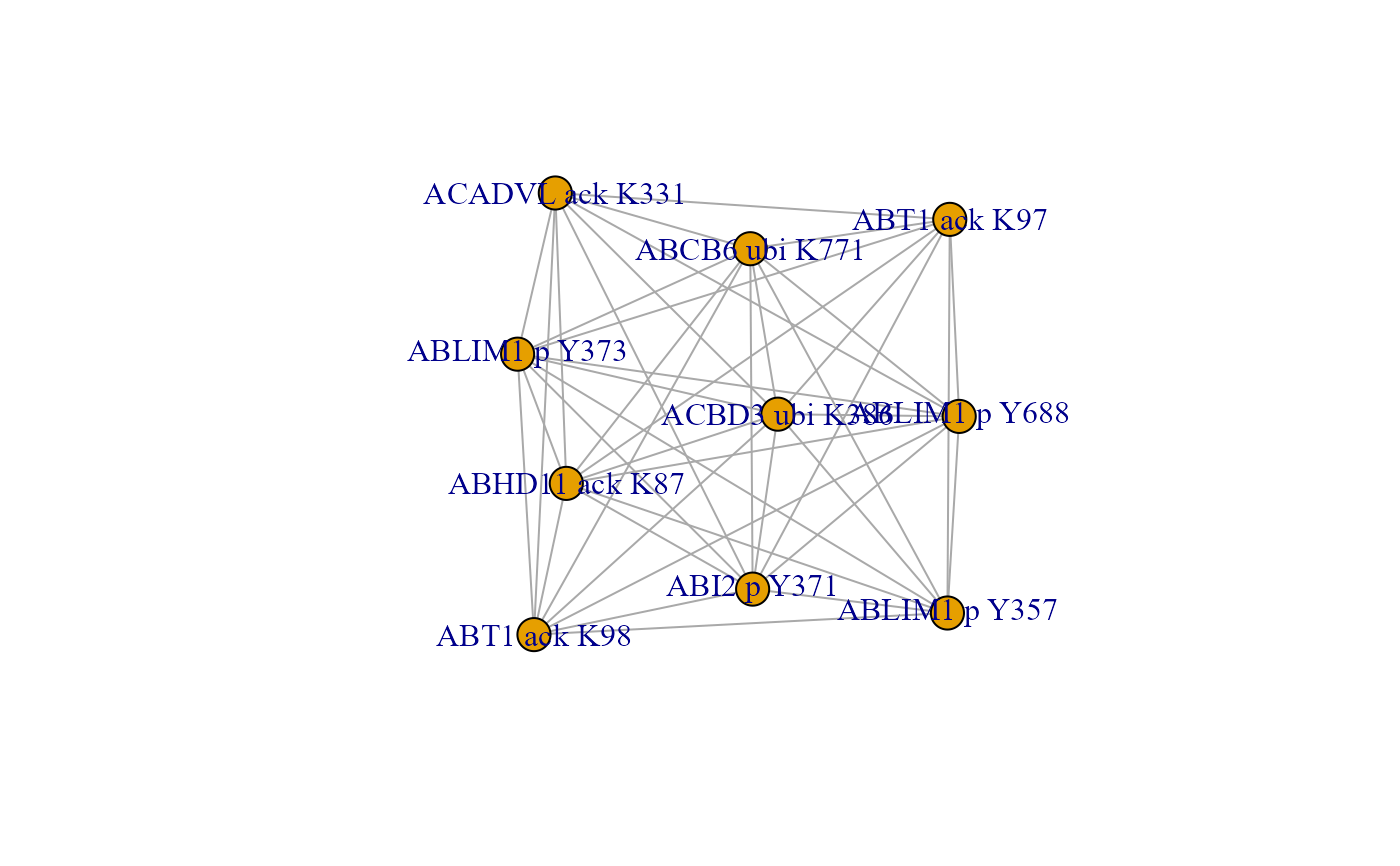 ACADVL ack K331
ABT1 ack K97
ABCB6 ubi K771
ABLIM1 p Y373
ACBD3 ubi K386
ABLIM1 p Y688
ABHD11 ack K87
ABI2 p Y371
ABLIM1 p Y357
ABT1 ack K98